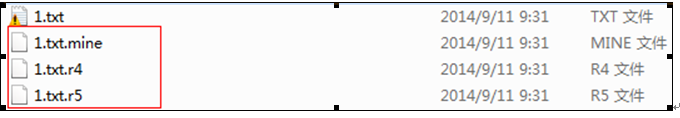 1.txt 2014/9/11 9:31 TXT 文件
1.txt.mine 2014/9/11 9:31 MINE 文件
1.txt.r4 2014/9/11 9:31 R4 文件
1.txt.r5 2014/9/11 9:31 R5 文件